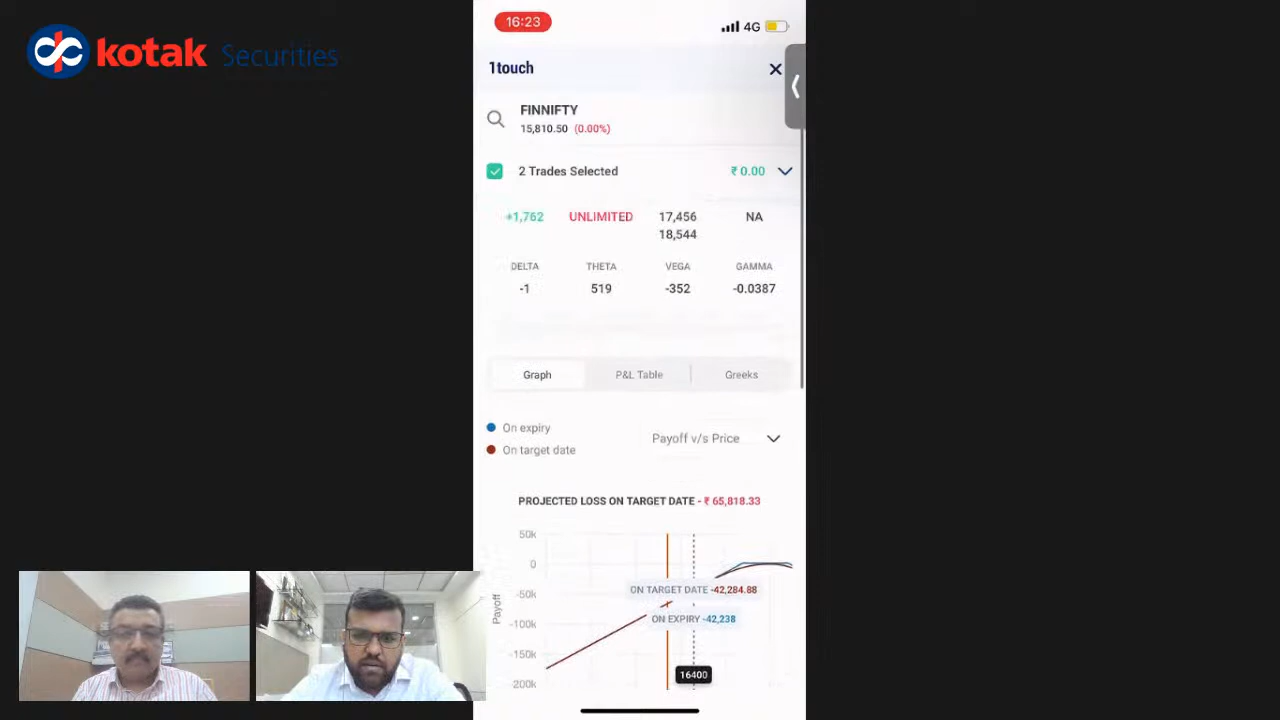 kotak Securities
16:23
4G
1touch
FINNIFTY
15,810.50 (0.00%)
2 Trades Selected ₹ 0.00
+1,762 UNLIMITED 17,456 NA
18,544
DELTA THETA VEGA GAMMA
-1 519 -352 -0.0387
Graph P&L Table Greeks
On expiry
Payoff v/s Price
On target date
PROJECTED LOSS ON TARGET DATE - ₹ 65,818.33
50k
0
ON TARGET DATE -42,284.88
-50k
ON EXPIRY -42,238
Payoff
-100k
-150k
16400
-200k